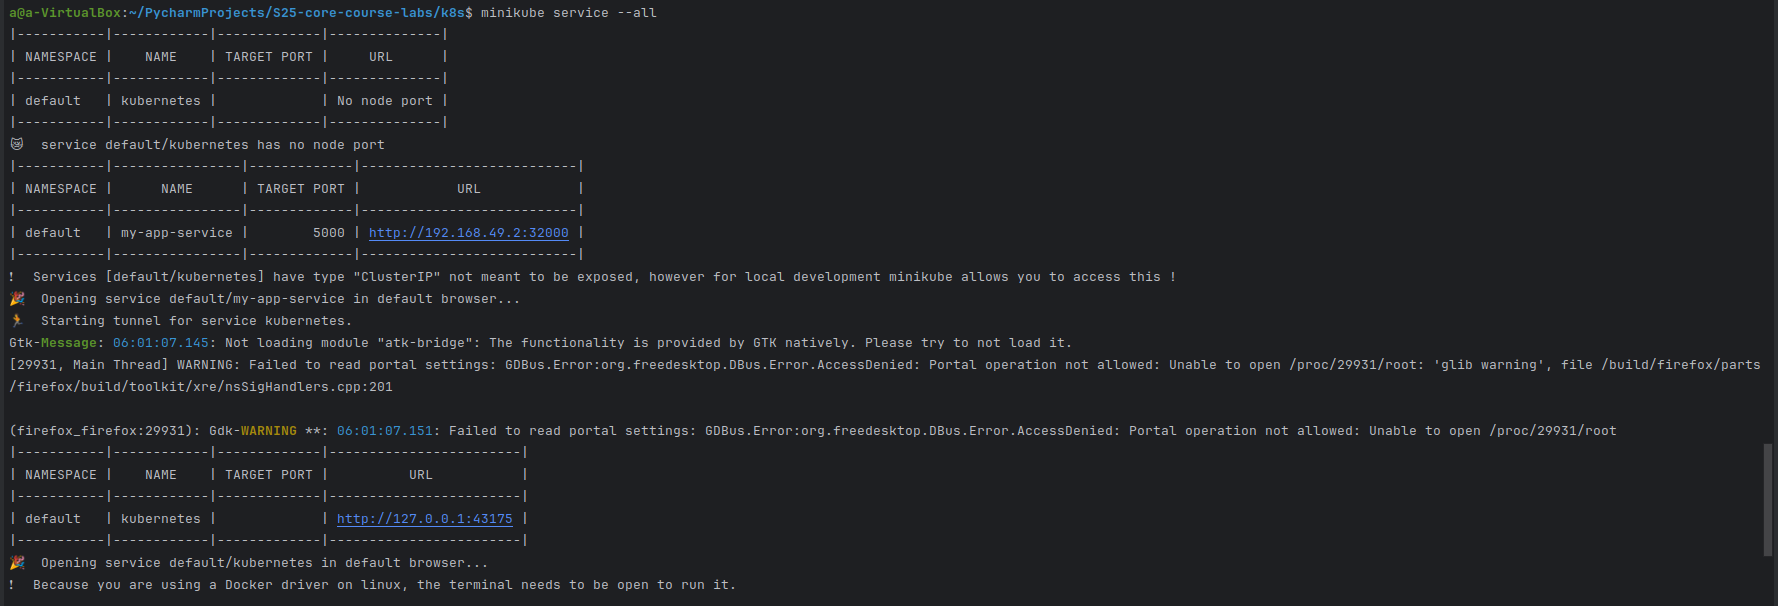 a@a-VirtualBox:~/PycharmProjects/S25-core-course-labs/k8s$ minikube service --all
|-----------|------------|-------------|--------------|
| NAMESPACE |    NAME    | TARGET PORT |     URL      |
|-----------|------------|-------------|--------------|
| default   | kubernetes |             | No node port |
|-----------|------------|-------------|--------------|
😿  service default/kubernetes has no node port
|-----------|----------------|-------------|---------------------------|
| NAMESPACE |      NAME      | TARGET PORT |            URL            |
|-----------|----------------|-------------|---------------------------|
| default   | my-app-service |        5000 | http://192.168.49.2:32000 |
|-----------|----------------|-------------|---------------------------|
❗  Services [default/kubernetes] have type "ClusterIP" not meant to be exposed, however for local development minikube allows you to access this !
🎉  Opening service default/my-app-service in default browser...
🏃  Starting tunnel for service kubernetes.
Gtk-Message: 06:01:07.145: Not loading module "atk-bridge": The functionality is provided by GTK natively. Please try to not load it.
[29931, Main Thread] WARNING: Failed to read portal settings: GDBus.Error:org.freedesktop.DBus.Error.AccessDenied: Portal operation not allowed: Unable to open /proc/29931/root: 'glib warning', file /build/firefox/parts
/firefox/build/toolkit/xre/nsSigHandlers.cpp:201
(firefox_firefox:29931): Gdk-WARNING **: 06:01:07.151: Failed to read portal settings: GDBus.Error:org.freedesktop.DBus.Error.AccessDenied: Portal operation not allowed: Unable to open /proc/29931/root
|-----------|------------|-------------|------------------------|
| NAMESPACE |    NAME    | TARGET PORT |          URL           |
|-----------|------------|-------------|------------------------|
| default   | kubernetes |             | http://127.0.0.1:43175 |
|-----------|------------|-------------|------------------------|
🎉  Opening service default/kubernetes in default browser...
❗  Because you are using a Docker driver on linux, the terminal needs to be open to run it.